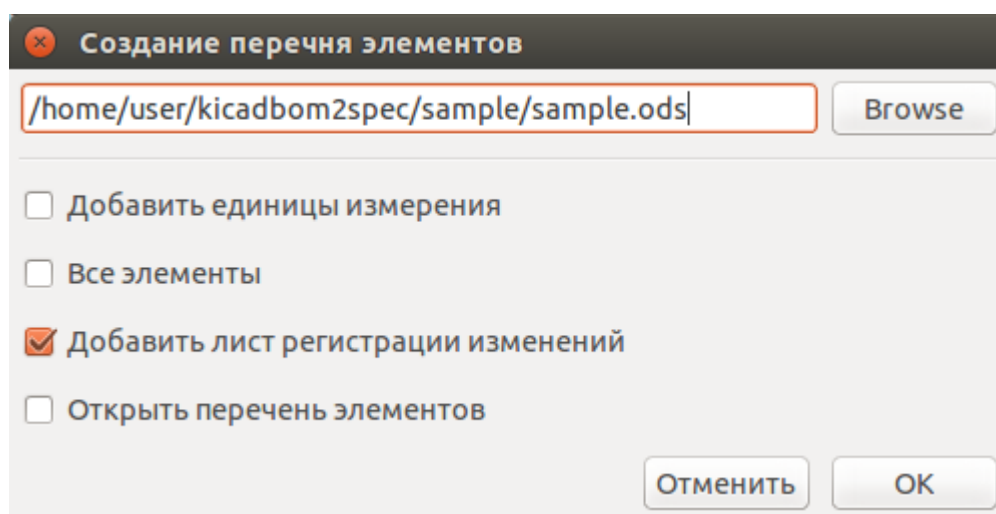 Создание перечня элементов
/home/user/kicadbom2spec/sample/sample.ods
Browse
Добавить единицы измерения
Все элементы
Добавить лист регистрации изменений
Открыть перечень элементов
Отменить
OK